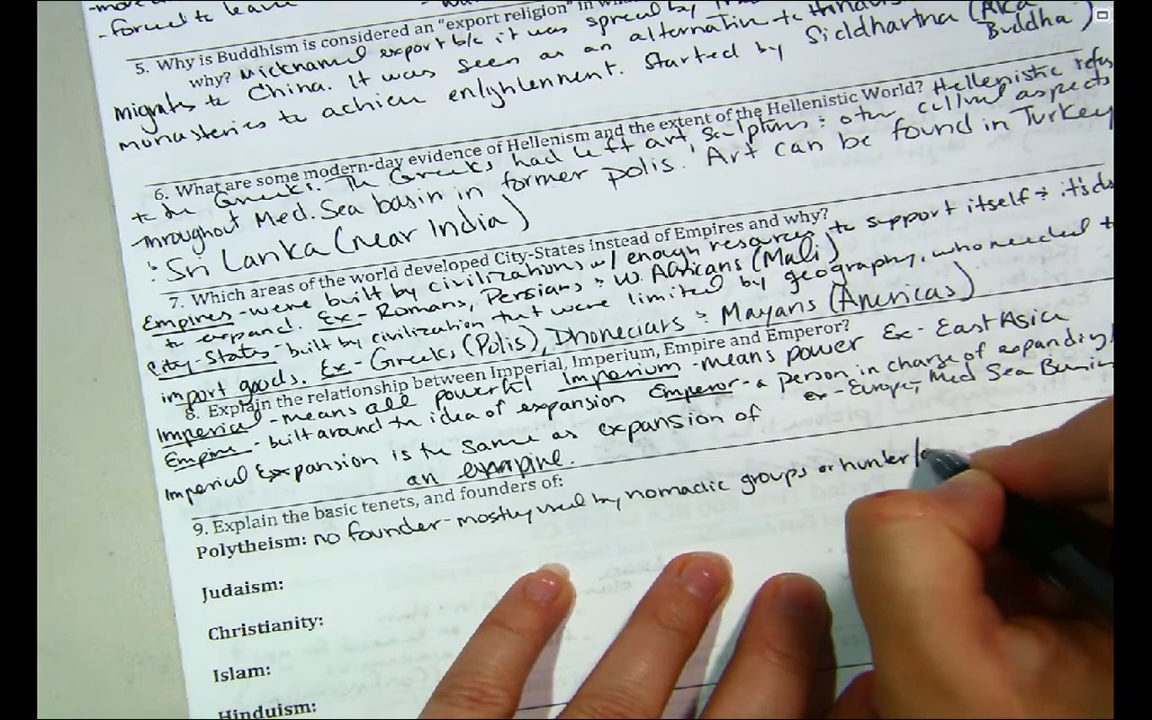 -forced to leave
5. Why is Buddhism is considered an "export religion" in
why? Nicknamed export b/c it was spread by
migrates to China. It was seen as an alternative to Hindu
monasteries to achieve enlighlenment. Started by Siddhartha (AKA Buddha)
6. What are some modern-day evidence of Hellenism and the extent of the Hellenistic World? Hellenistic refers
to the Greeks. The Greeks had left art, sculptures : other cultural aspects
throughout Med. Sea basin in former polis. Art can be found in Turkey
: Sri Lanka (near India)
7. Which areas of the world developed City-States instead of Empires and why?
Empires - were built by civilizations w/ enough resources to support itself : it's
to expand. Ex - Romans, Persians : W. Africans (Mali)
City-States - built by civilization that were limited by geography, who needed to
import goods. Ex - Greeks (Polis), Phoneciars : Mayans (Americas)
8. Explain the relationship between Imperial, Imperium, Empire and Emperor?
Imperial - means all powerful Imperium - means power Ex - East Asia
Empire - built around the idea of expansion Emperor - a person in charge of expanding
Imperial Expansion is the same as expansion of ex - Europe, Med Sea
an empire.
9. Explain the basic tenets, and founders of:
Polytheism: no founder - mostly used by nomadic groups or hunter/
Judaism:
Christianity:
Islam:
Hinduism: